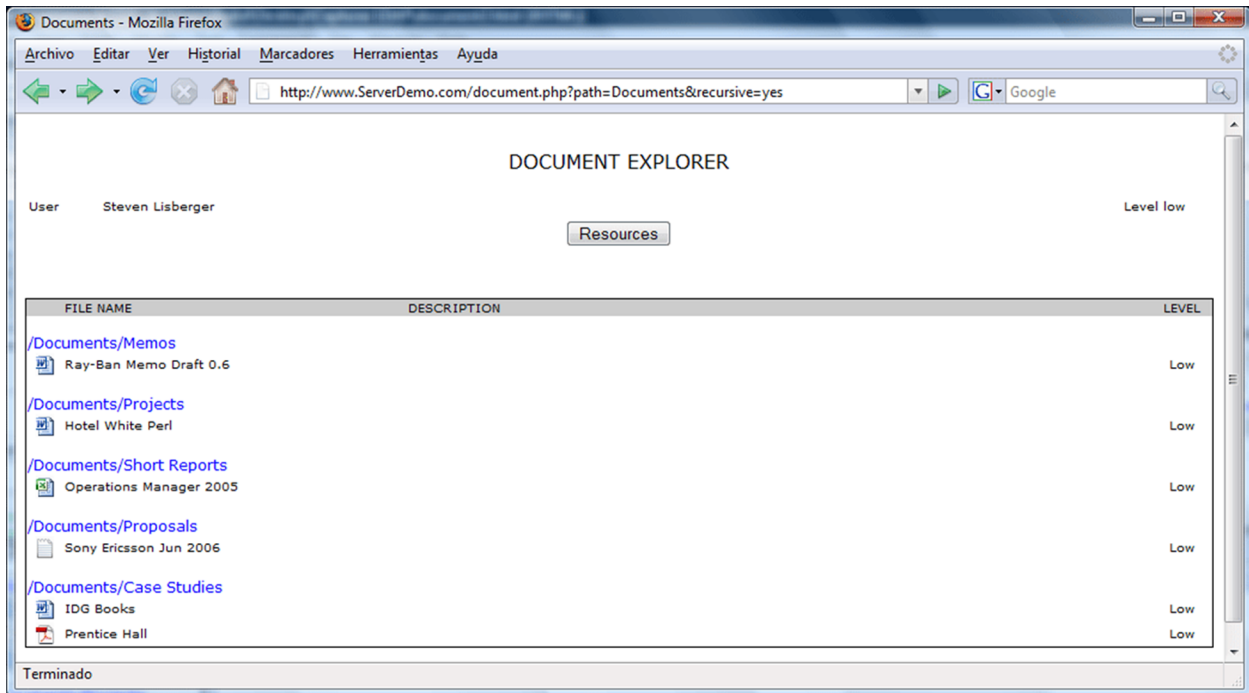 Documents - Mozilla Firefox
Archivo Editar Ver Historial Marcadores Herramientas Ayuda
http://www.ServerDemo.com/document.php?path=Documents&recursive=yes G Google
DOCUMENT EXPLORER
User Steven Lisberger Level low
Resources
FILE NAME DESCRIPTION LEVEL
/Documents/Memos
Ray-Ban Memo Draft 0.6 Low
/Documents/Projects
Hotel White Perl Low
/Documents/Short Reports
Operations Manager 2005 Low
/Documents/Proposals
Sony Ericsson Jun 2006 Low
/Documents/Case Studies
IDG Books Low
Prentice Hall Low
Terminado